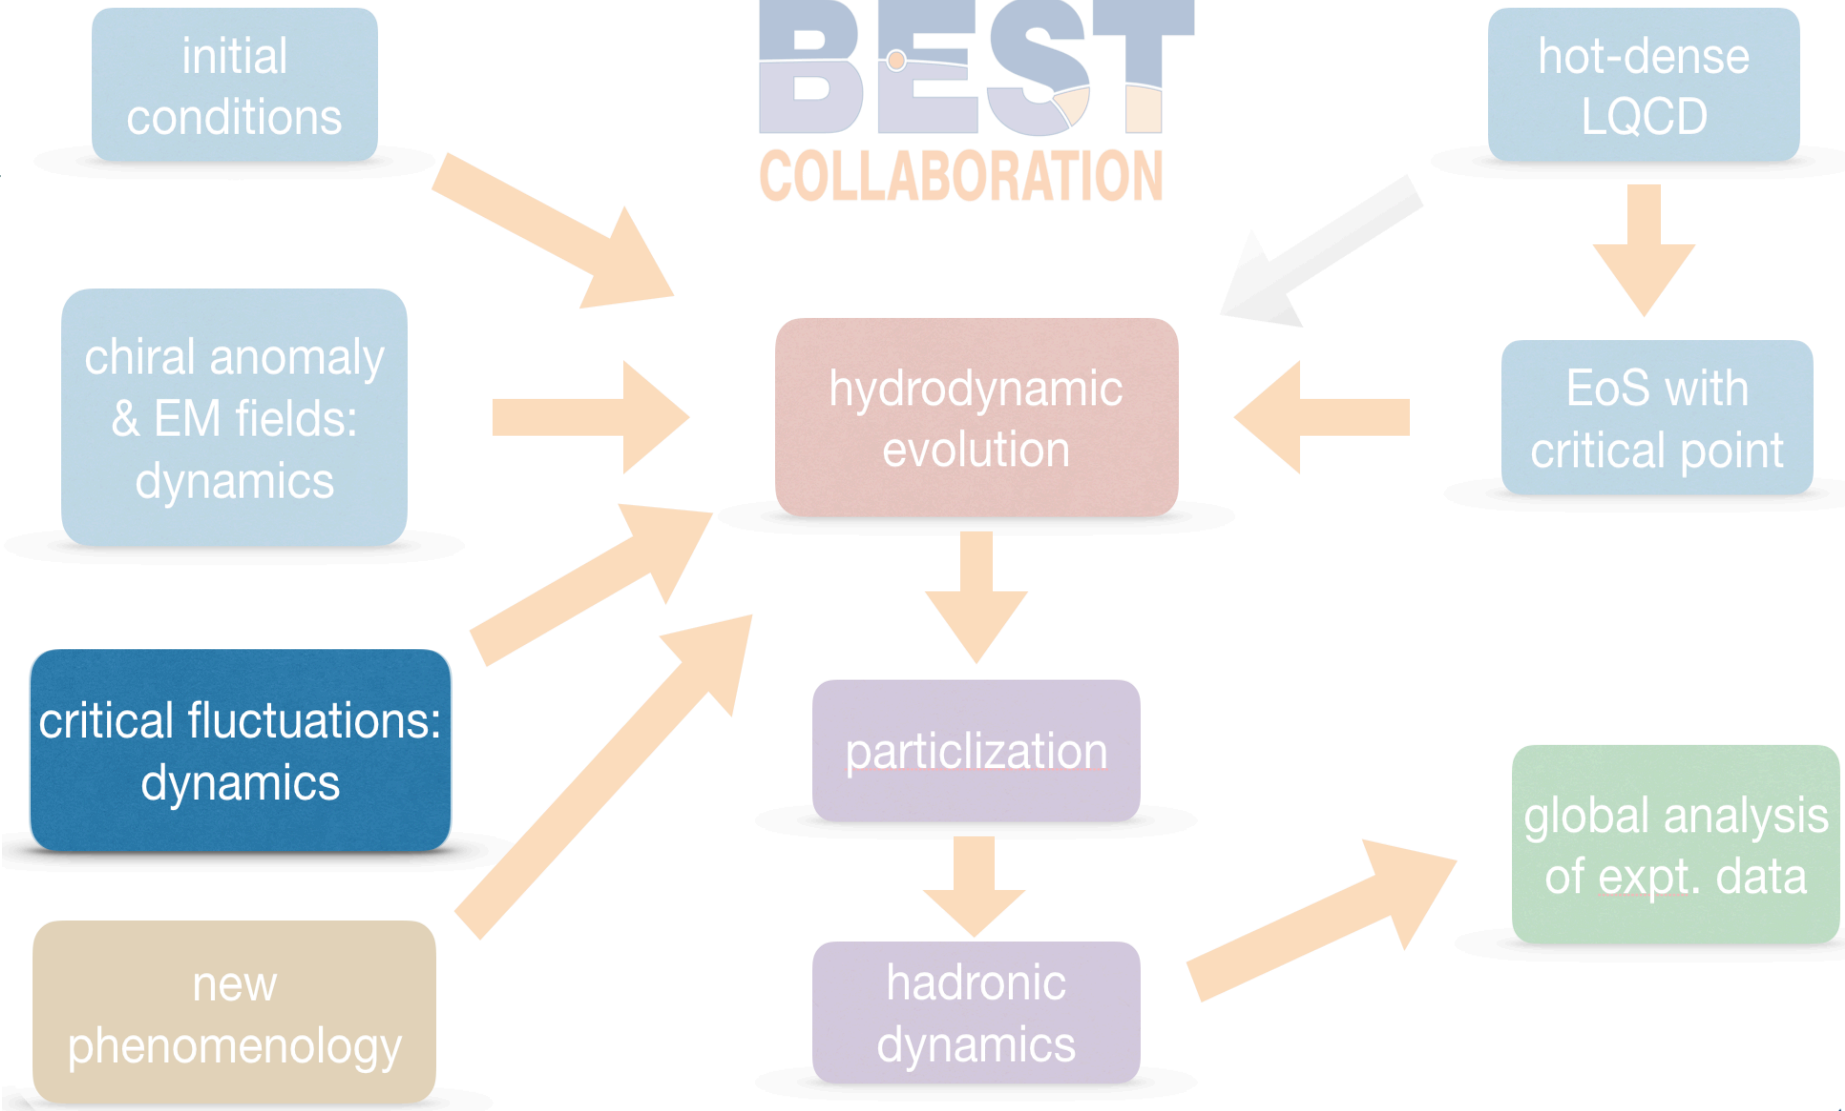 BEST
COLLABORATION
initial
conditions
hot-dense
LQCD
chiral anomaly
& EM fields:
dynamics
hydrodynamic
evolution
EoS with
critical point
critical fluctuations:
dynamics
particlization
global analysis
of expt. data
new
phenomenology
hadronic
dynamics